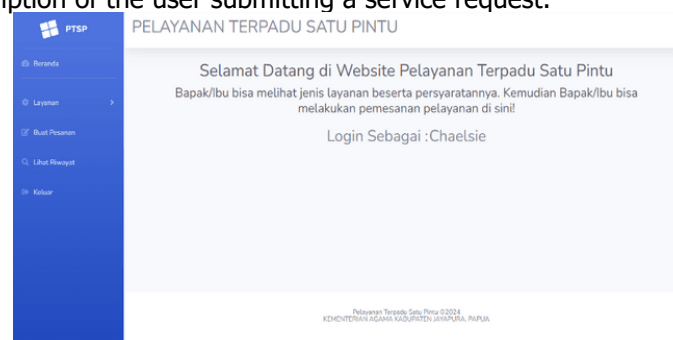 iption of the user submitting a service request.
PTSP
PELAYANAN TERPADU SATU PINTU
Beranda
Layanan
Buat Pesanan
Lihat Riwayat
Keluar
Selamat Datang di Website Pelayanan Terpadu Satu Pintu
Bapak/Ibu bisa melihat jenis layanan beserta persyaratannya. Kemudian Bapak/Ibu bisa
melakukan pemesanan pelayanan di sini!
Login Sebagai :Chaelsie
Pelayanan Terpadu Satu Pintu ©2024
KEMENTERIAN AGAMA KABUPATEN JAYAPURA, PAPUA